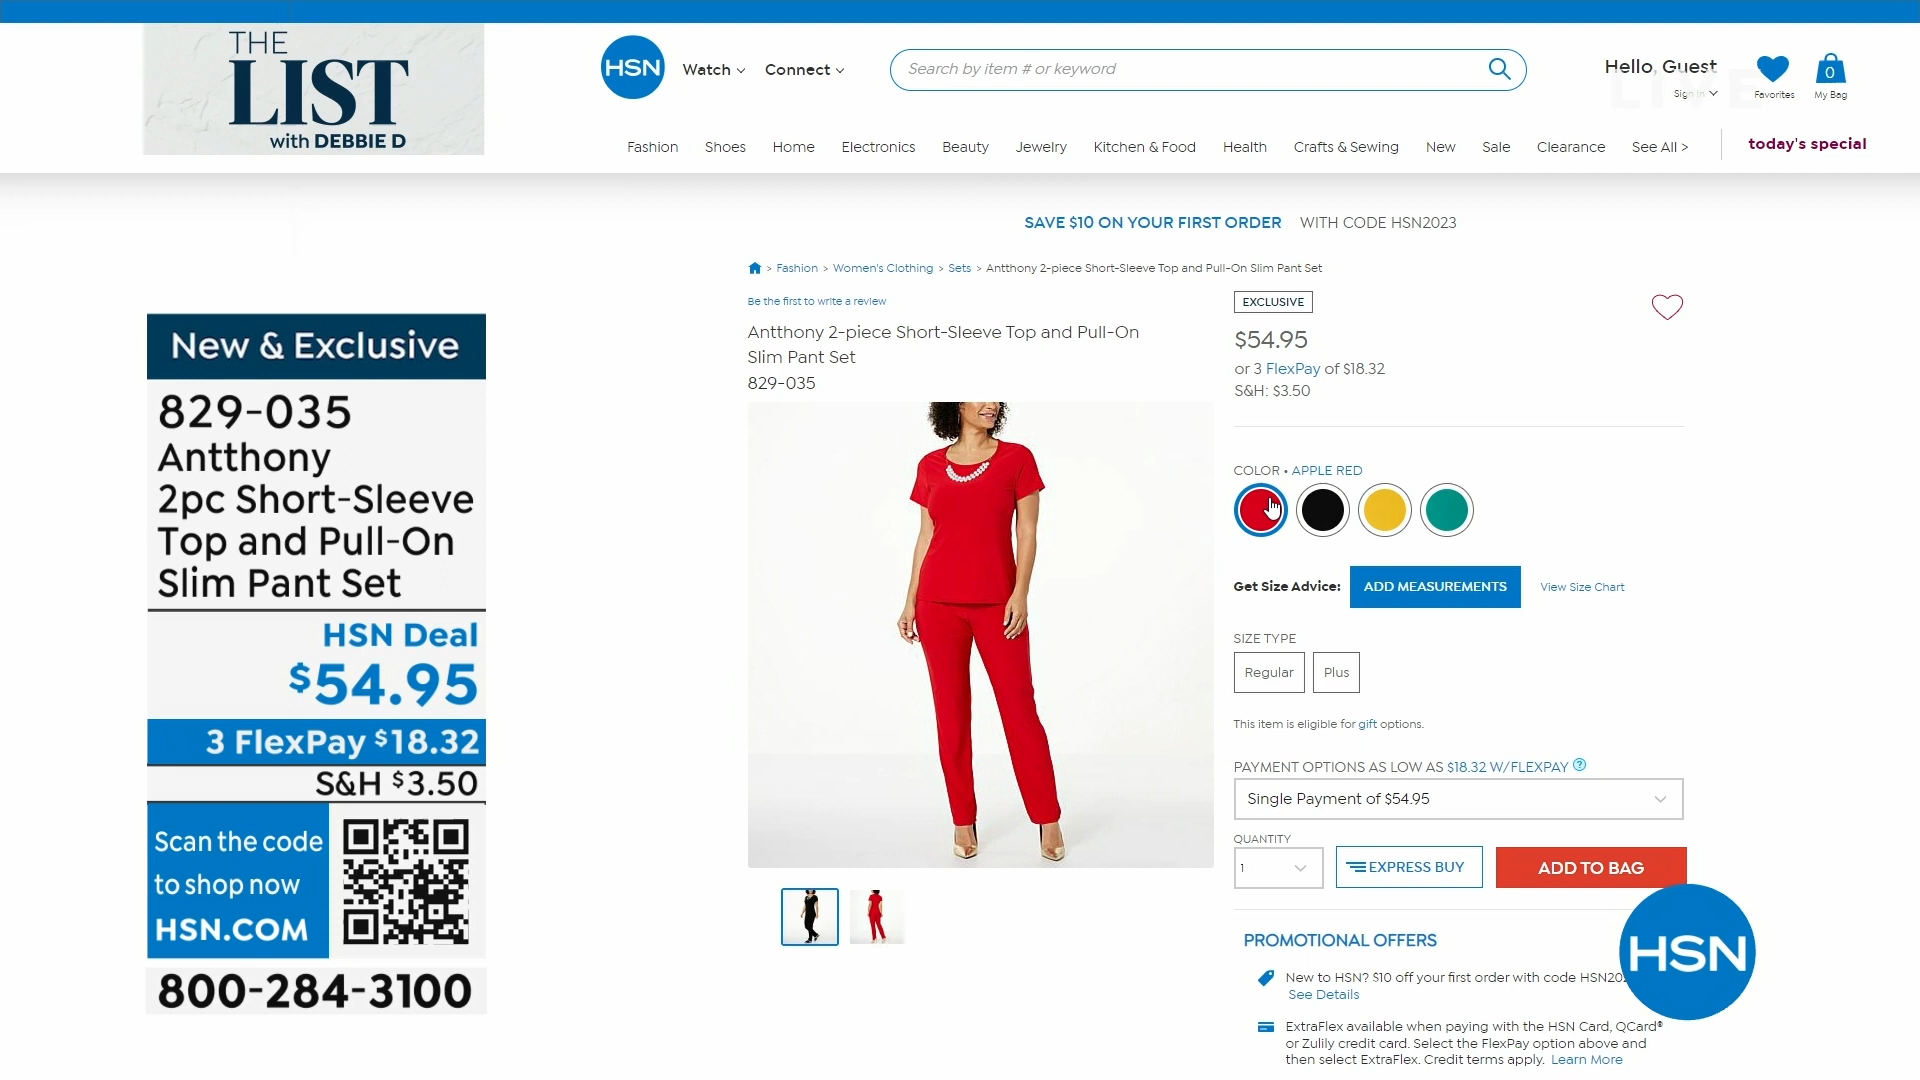 THE
LIST
with DEBBIE D
HSN
Watch
Connect
Search by item # or keyword
Hello, Guest
Sign In
Favorites
0
My Bag
LIVE
Fashion
Shoes
Home
Electronics
Beauty
Jewelry
Kitchen & Food
Health
Crafts & Sewing
New
Sale
Clearance
See All >
today's special
SAVE $10 ON YOUR FIRST ORDER WITH CODE HSN2023
> Fashion > Women's Clothing > Sets > Antthony 2-piece Short-Sleeve Top and Pull-On Slim Pant Set
New & Exclusive
829-035
Antthony
2pc Short-Sleeve
Top and Pull-On
Slim Pant Set
HSN Deal
$54.95
3 FlexPay $18.32
S&H $3.50
Scan the code
to shop now
HSN.COM
800-284-3100
Be the first to write a review
Antthony 2-piece Short-Sleeve Top and Pull-On
Slim Pant Set
829-035
EXCLUSIVE
$54.95
or 3 FlexPay of $18.32
S&H: $3.50
COLOR • APPLE RED
Get Size Advice:
ADD MEASUREMENTS
View Size Chart
SIZE TYPE
Regular
Plus
This item is eligible for gift options.
PAYMENT OPTIONS AS LOW AS $18.32 W/FLEXPAY ?
Single Payment of $54.95
QUANTITY
1
EXPRESS BUY
ADD TO BAG
PROMOTIONAL OFFERS
New to HSN? $10 off your first order with code HSN20
See Details
ExtraFlex available when paying with the HSN Card, QCard®
or Zulily credit card. Select the FlexPay option above and
then select ExtraFlex. Credit terms apply. Learn More
HSN